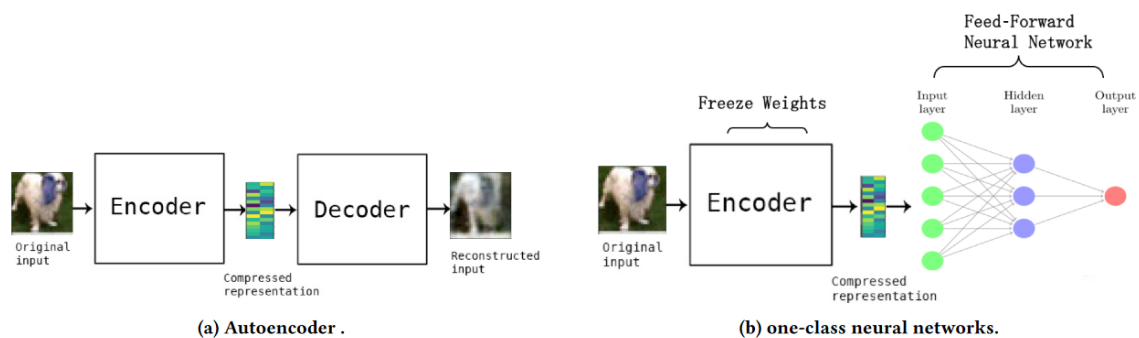 Encoder
Decoder
Original
input
Compressed
representation
Reconstructed
input
(a) Autoencoder .
Feed-Forward
Neural Network
Freeze Weights
Input
layer
Hidden
layer
Output
layer
Encoder
Original
input
Compressed
representation
(b) one-class neural networks.